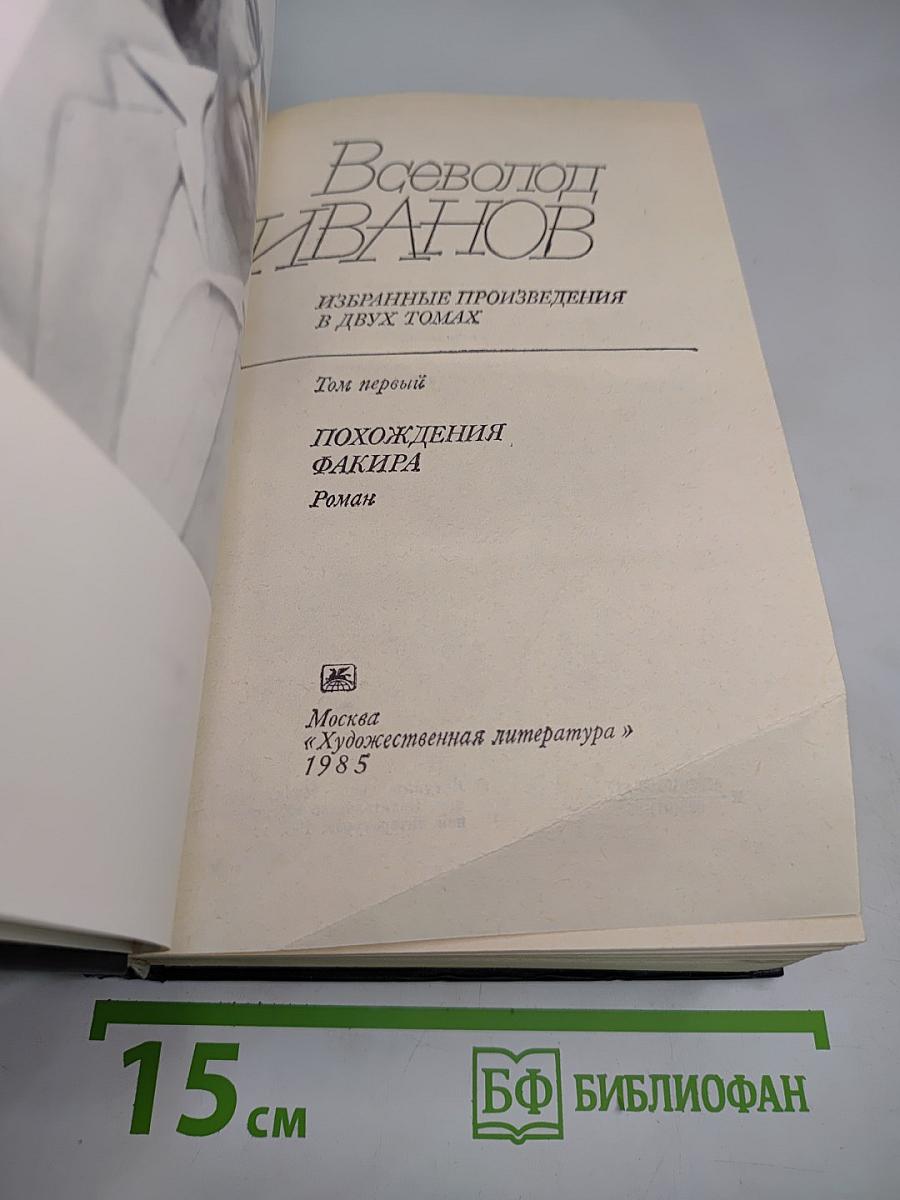 Всеволод
ИВАНОВ
ИЗБРАННЫЕ ПРОИЗВЕДЕНИЯ
В ДВУХ ТОМАХ
Том первый
ПОХОЖДЕНИЯ
ФАКИРА
Роман
Москва
«Художественная литература»
1985
15 см
БФ БИБЛИОФАН